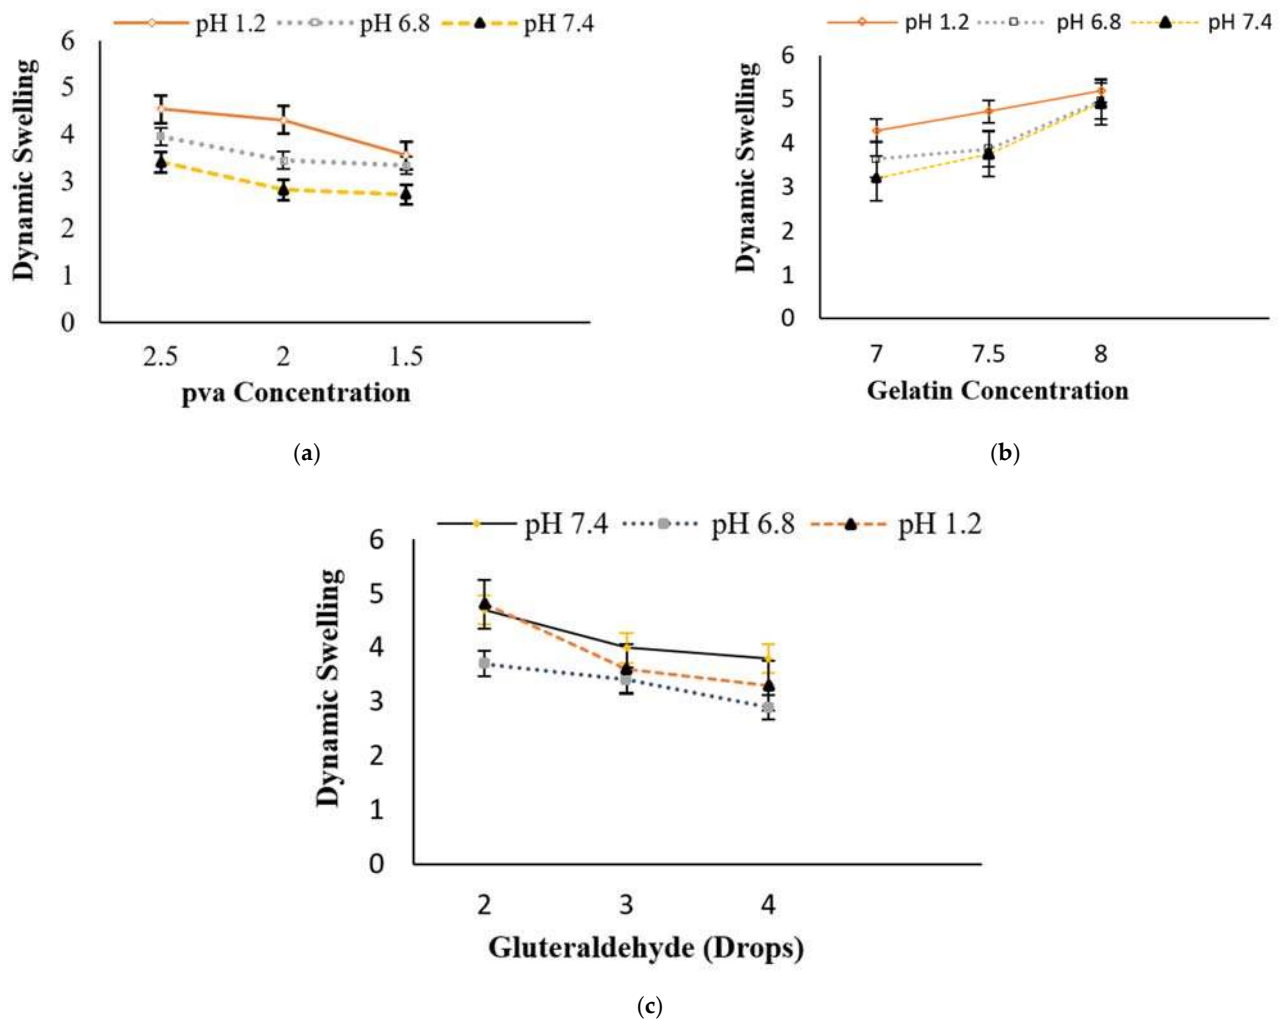 pH 1.2 pH 6.8 pH 7.4
6
5
4
3
2
1
0
Dynamic Swelling
2.5 2 1.5
pva Concentration
(a)
pH 1.2 pH 6.8 pH 7.4
6
5
4
3
2
1
0
Dynamic Swelling
7 7.5 8
Gelatin Concentration
(b)
pH 7.4 pH 6.8 pH 1.2
6
5
4
3
2
1
0
Dynamic Swelling
2 3 4
Gluteraldehyde (Drops)
(c)